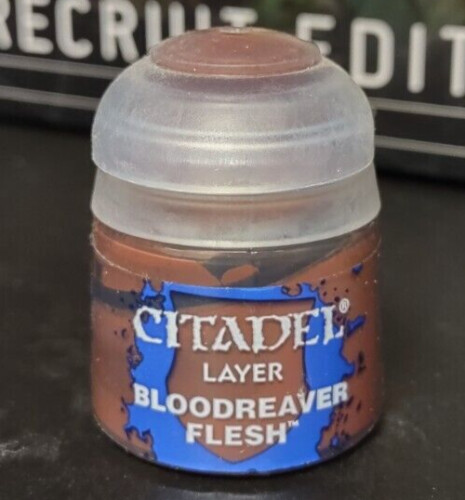 RECRUIT EDIT
CITADEL®
LAYER
BLOODREAVER
FLESH™